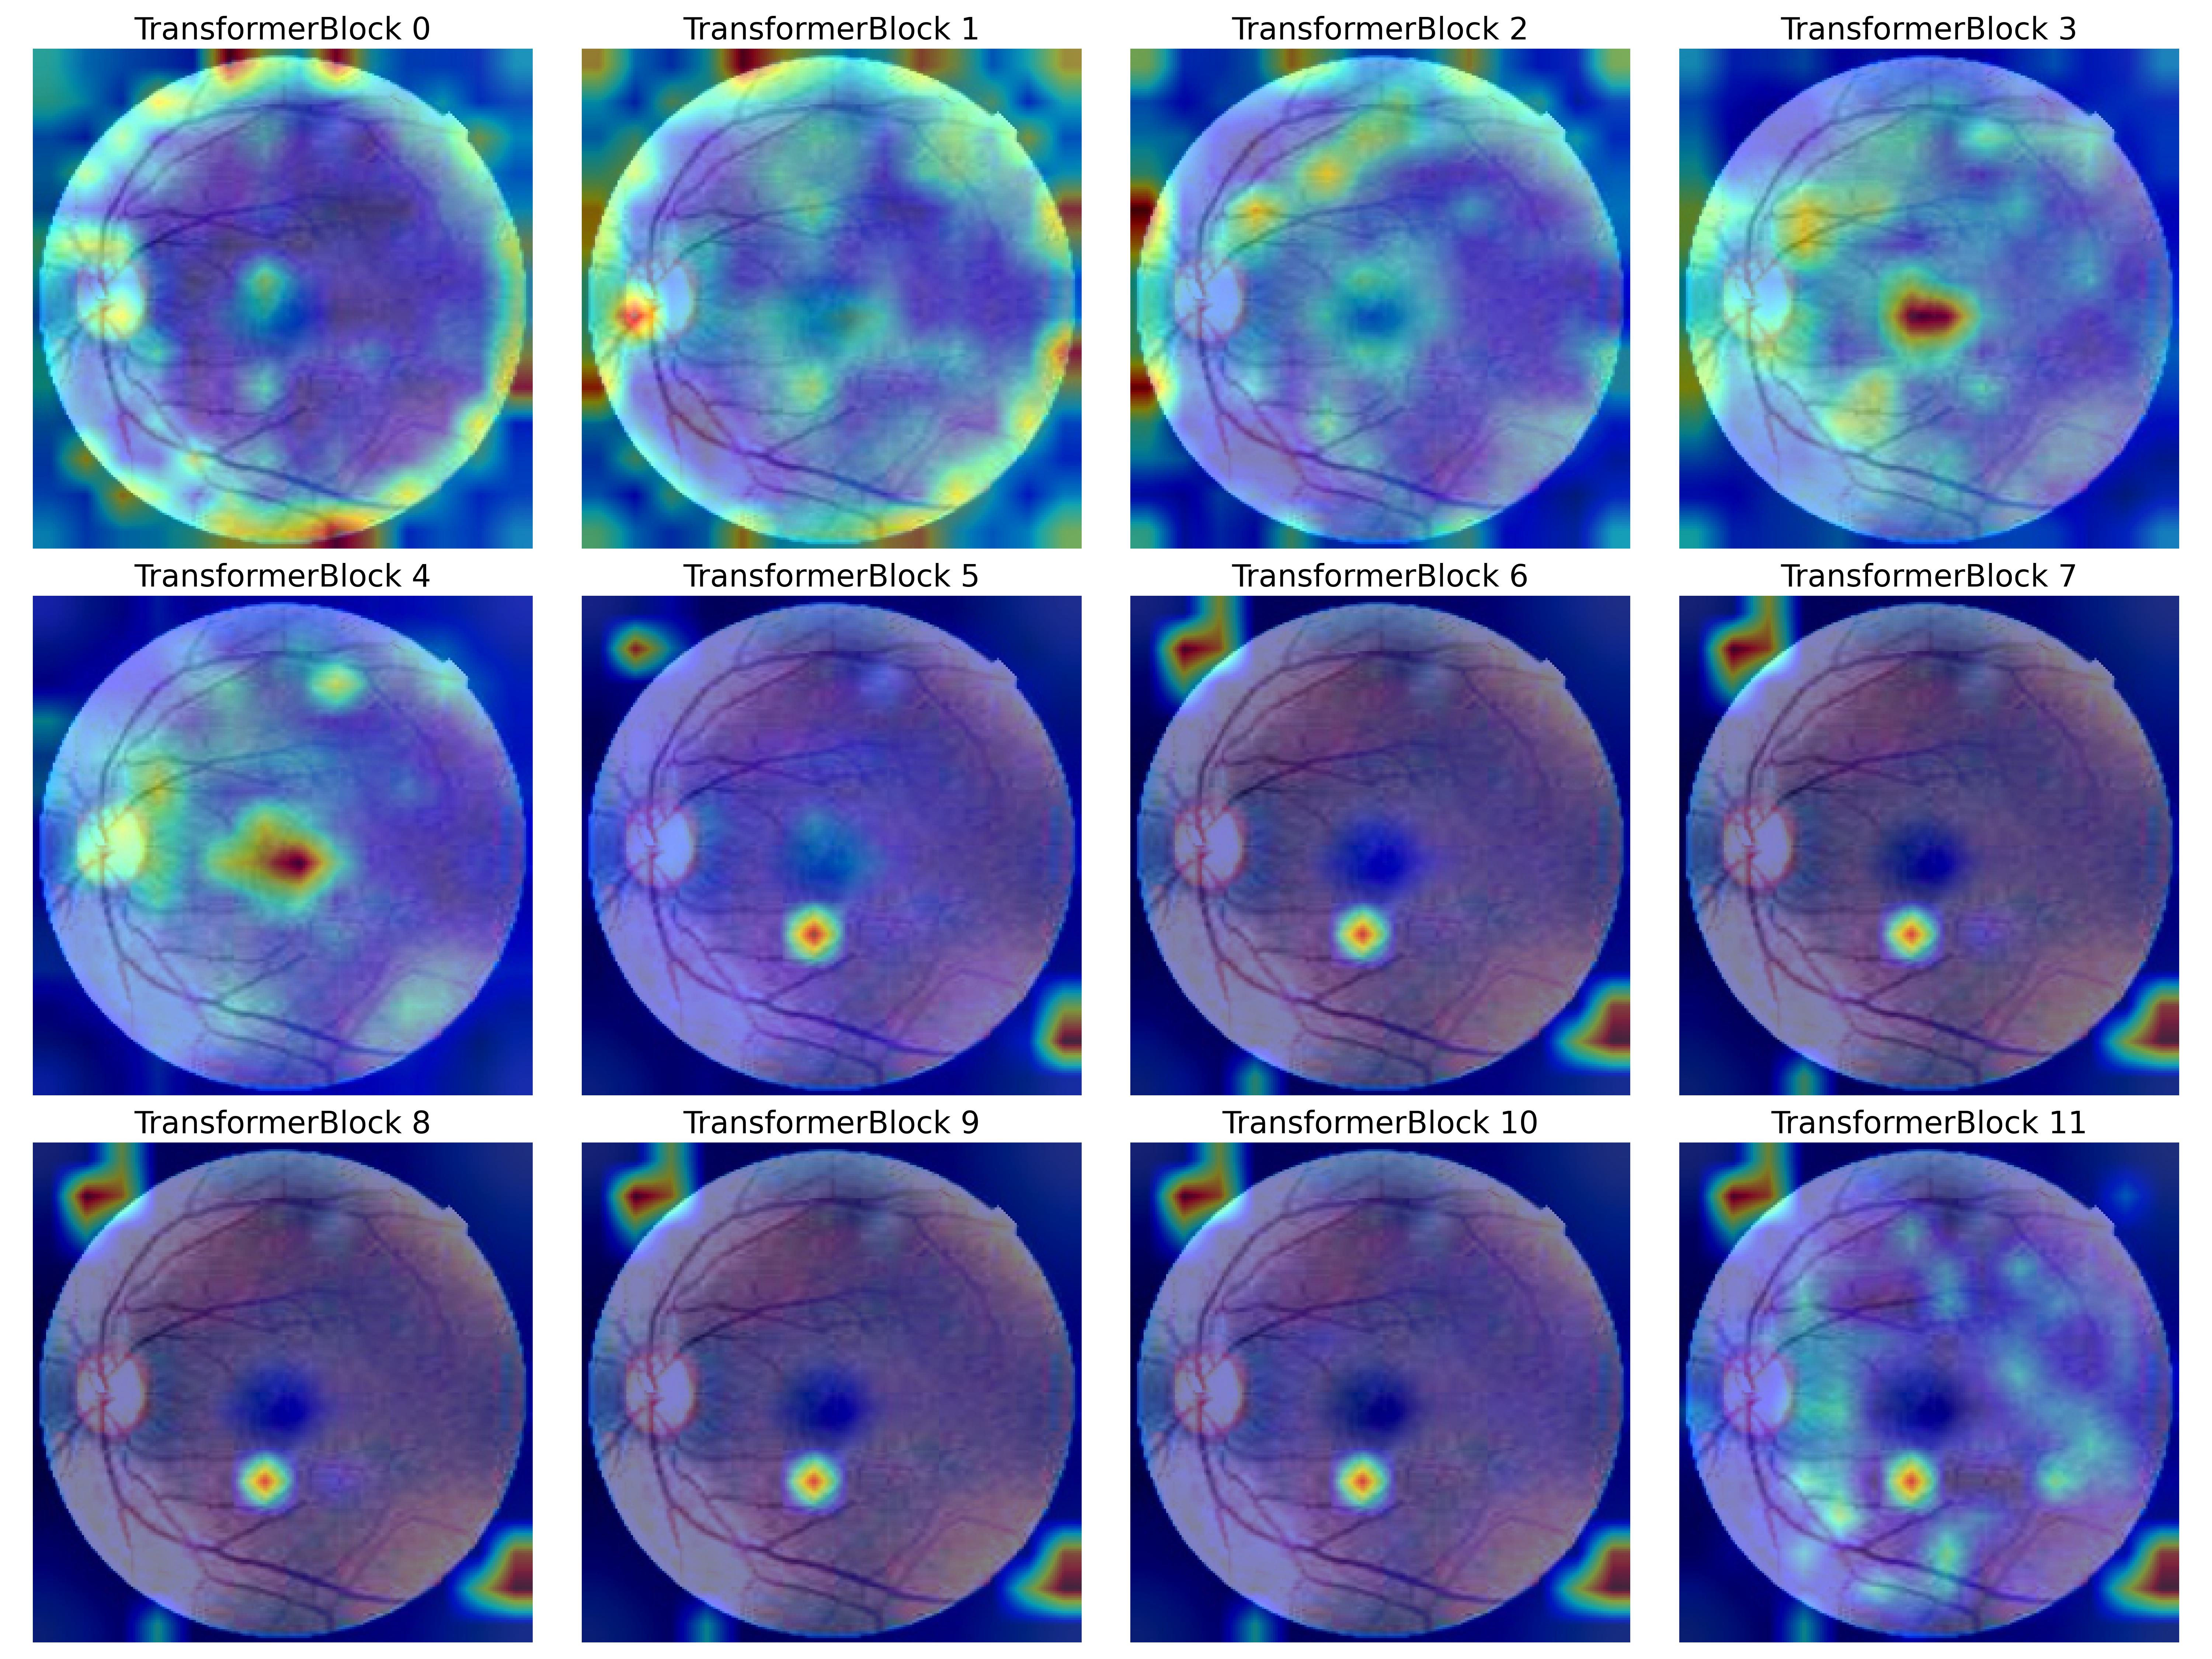 TransformerBlock 0
TransformerBlock 1
TransformerBlock 2
TransformerBlock 3
TransformerBlock 4
TransformerBlock 5
TransformerBlock 6
TransformerBlock 7
TransformerBlock 8
TransformerBlock 9
TransformerBlock 10
TransformerBlock 11